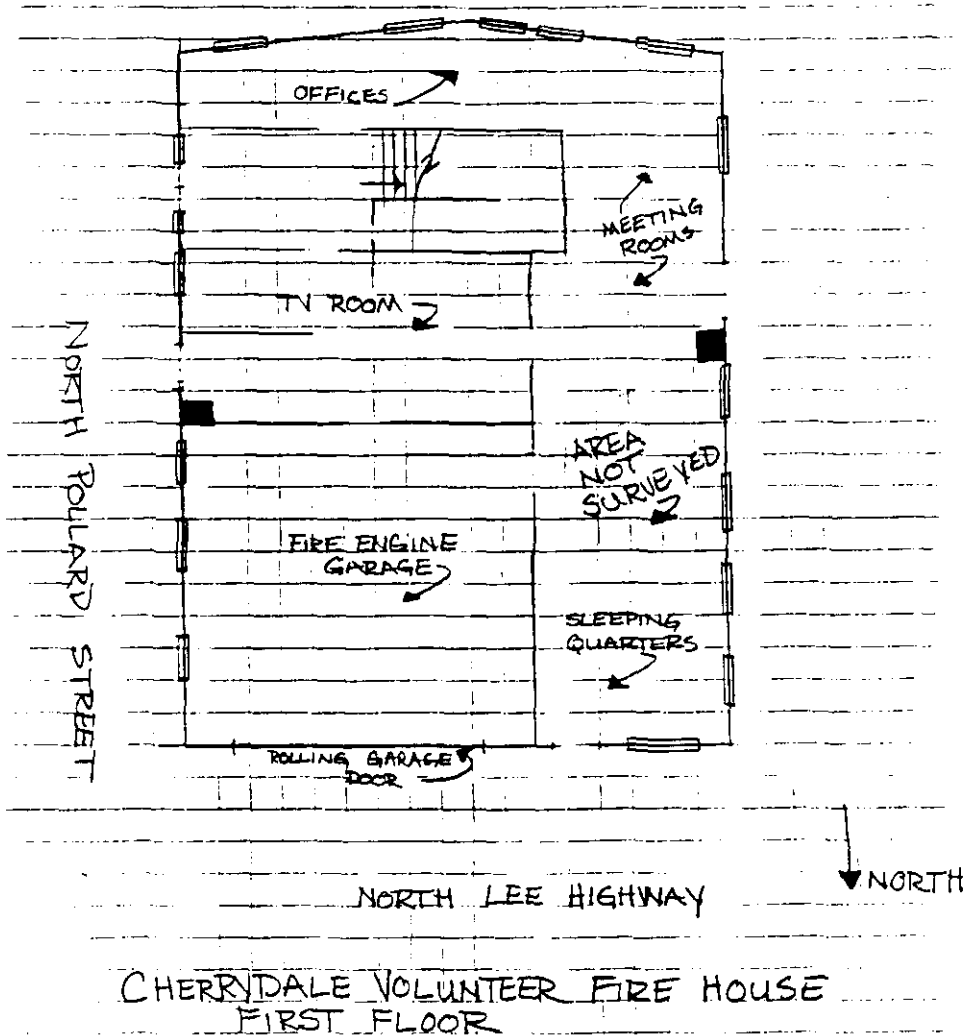 OFFICES
MEETING
ROOMS
TV ROOM
NORTH POLLARD STREET
AREA
NOT
SURVEYED
FIRE ENGINE
GARAGE
SLEEPING
QUARTERS
ROLLING GARAGE
DOOR
NORTH
NORTH LEE HIGHWAY
CHERRYDALE VOLUNTEER FIRE HOUSE
FIRST FLOOR